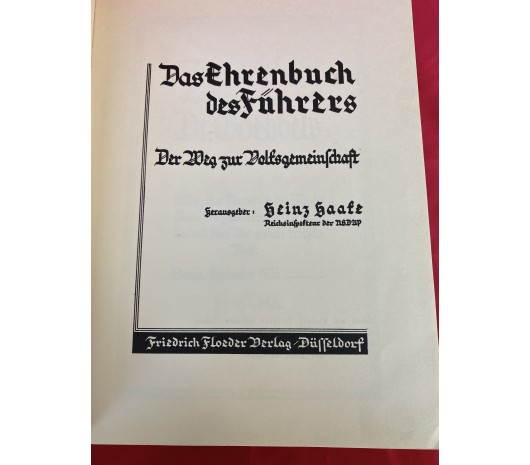 Das Ehrenbuch
des Führers
Der Weg zur Volksgemeinschaft
Herausgeber: Heinz Haake
Reichsinspekteur der NSDAP
Friedrich Floeder Verlag / Düsseldorf